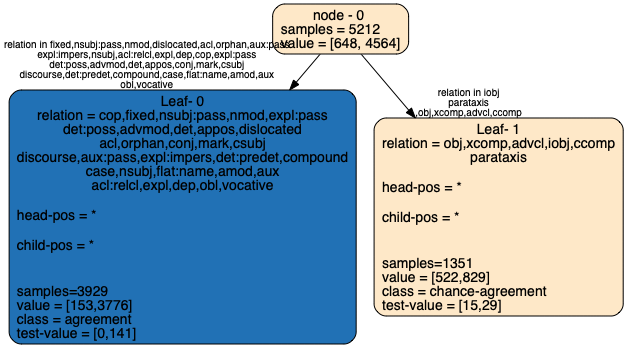 node - 0
samples = 5212
value = [648, 4564]
relation in fixed,nsubj:pass,nmod,dislocated,acl,orphan,aux:pass
expl:impers,nsubj,acl:relcl,expl,dep,cop,expl:pass
det:poss,advmod,det,appos,conj,mark,csubj
discourse,det:predet,compound,case,flat:name,amod,aux
obl,vocative
relation in iobj
parataxis
,obj,xcomp,advcl,ccomp
Leaf- 0
relation = cop,fixed,nsubj:pass,nmod,expl:pass
det:poss,advmod,det,appos,dislocated
acl,orphan,conj,mark,csubj
discourse,aux:pass,expl:impers,det:predet,compound
case,nsubj,flat:name,amod,aux
acl:relcl,expl,dep,obl,vocative
head-pos = *
child-pos = *
samples=3929
value = [153,3776]
class = agreement
test-value = [0,141]
Leaf- 1
relation = obj,xcomp,advcl,iobj,ccomp
parataxis
head-pos = *
child-pos = *
samples=1351
value = [522,829]
class = chance-agreement
test-value = [15,29]